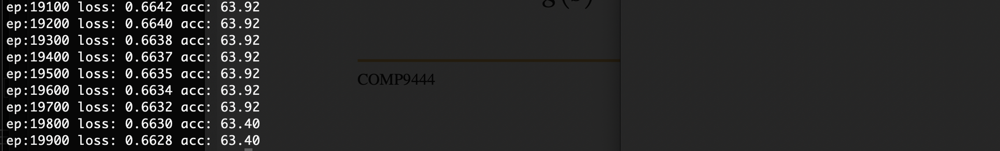 ep:19100 loss: 0.6642 acc: 63.92
ep:19200 loss: 0.6640 acc: 63.92
ep:19300 loss: 0.6638 acc: 63.92
ep:19400 loss: 0.6637 acc: 63.92
ep:19500 loss: 0.6635 acc: 63.92
ep:19600 loss: 0.6634 acc: 63.92
ep:19700 loss: 0.6632 acc: 63.92
ep:19800 loss: 0.6630 acc: 63.40
ep:19900 loss: 0.6628 acc: 63.40
COMP9444